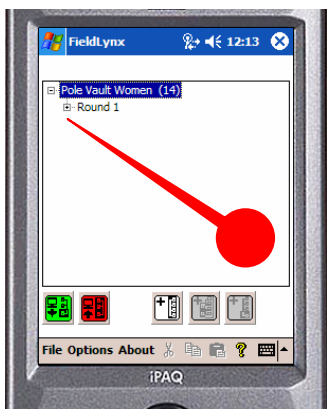 FieldLynx 12:13
Pole Vault Women (14)
Round 1
File Options About
iPAQ